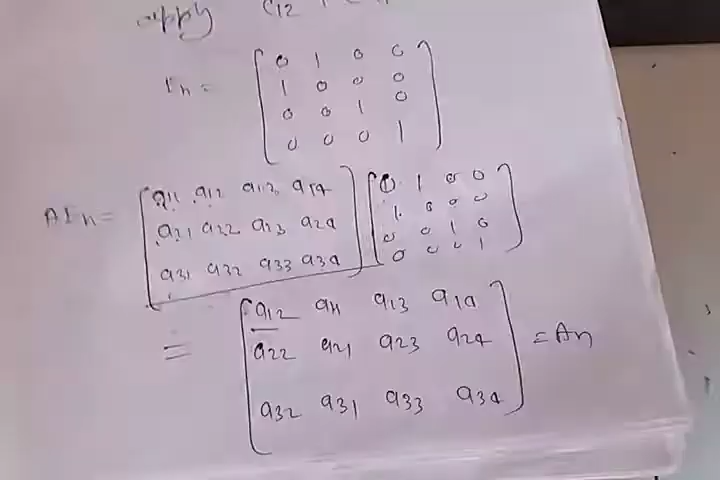 apply C12
In =
0 1 0 0
1 0 0 0
0 0 1 0
0 0 0 1
AIn =
a11 a12 a13 a14 0 1 0 0
a21 a22 a23 a24 1 0 0 0
a31 a32 a33 a34 0 0 1 0
0 0 0 1
= a12 a11 a13 a14
a22 a21 a23 a24 = An
a32 a31 a33 a34